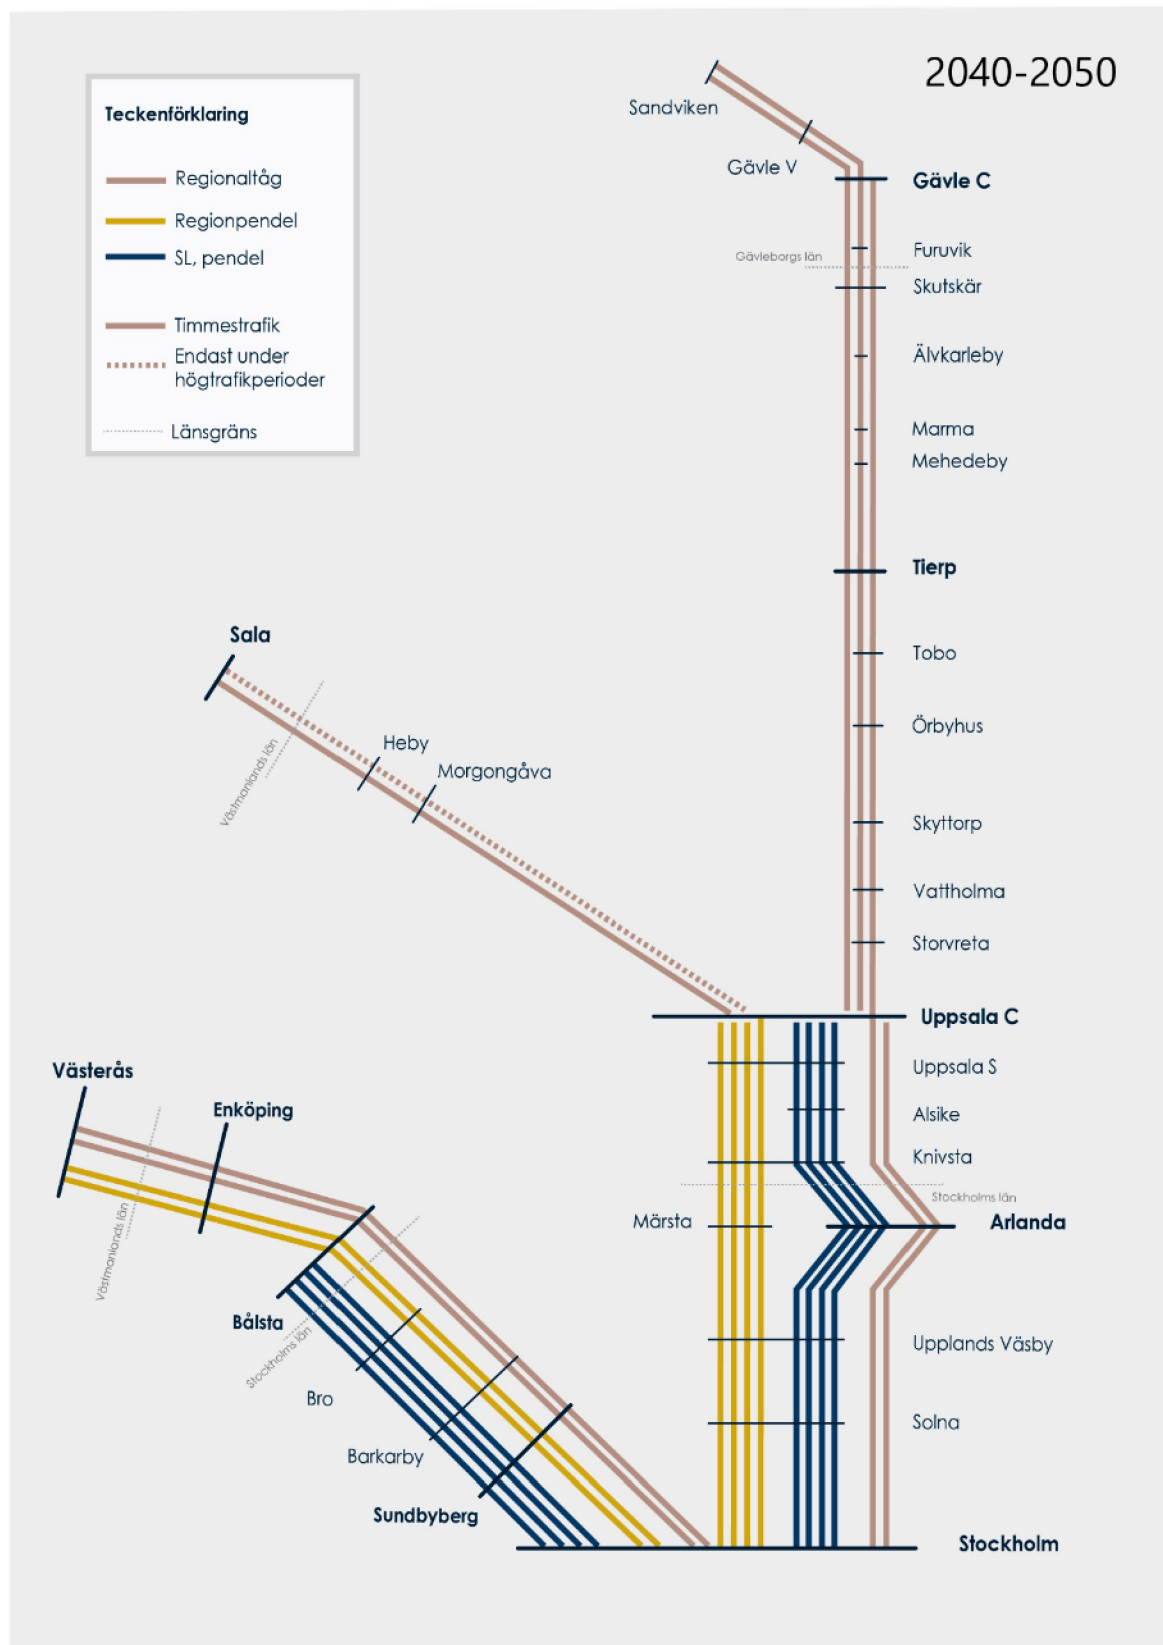 2040-2050
Teckenförklaring
Regionaltåg
Regionpendel
SL, pendel
Timmestrafik
Endast under
högtrafikperioder
Länsgräns
Sandviken
Gävle V
Gävle C
Furuvik
Gävleborgs län
Skutskär
Älvkarleby
Marma
Mehedeby
Tierp
Sala
Tobo
Örbyhus
Heby
Morgongåva
Västmanlands län
Skyttorp
Vattholma
Storvreta
Uppsala C
Uppsala S
Västerås
Enköping
Alsike
Knivsta
Stockholms län
Märsta
Arlanda
Västmanlands län
Bålsta
Stockholms län
Upplands Väsby
Bro
Solna
Barkarby
Sundbyberg
Stockholm